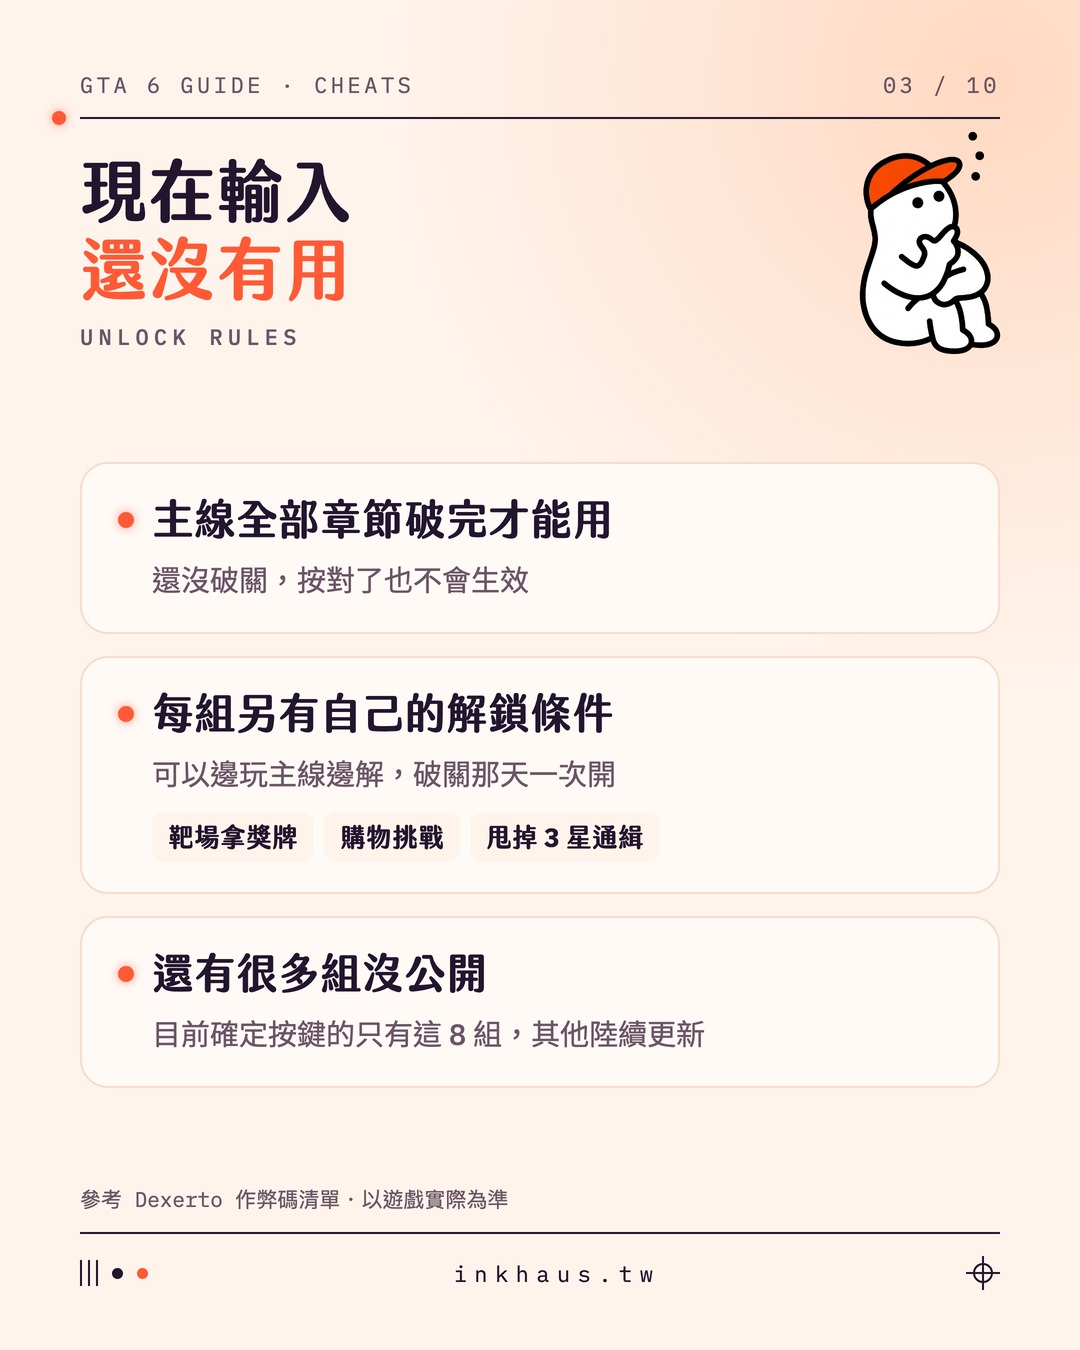 GTA 6 GUIDE · CHEATS
03 / 10
現在輸入
還沒有用
UNLOCK RULES
主線全部章節破完才能用
還沒破關，按對了也不會生效
每組另有自己的解鎖條件
可以邊玩主線邊解，破關那天一次開
靶場拿獎牌
購物挑戰
甩掉 3 星通緝
還有很多組沒公開
目前確定按鍵的只有這 8 組，其他陸續更新
參考 Dexerto 作弊碼清單 · 以遊戲實際為準
inkhaus.tw